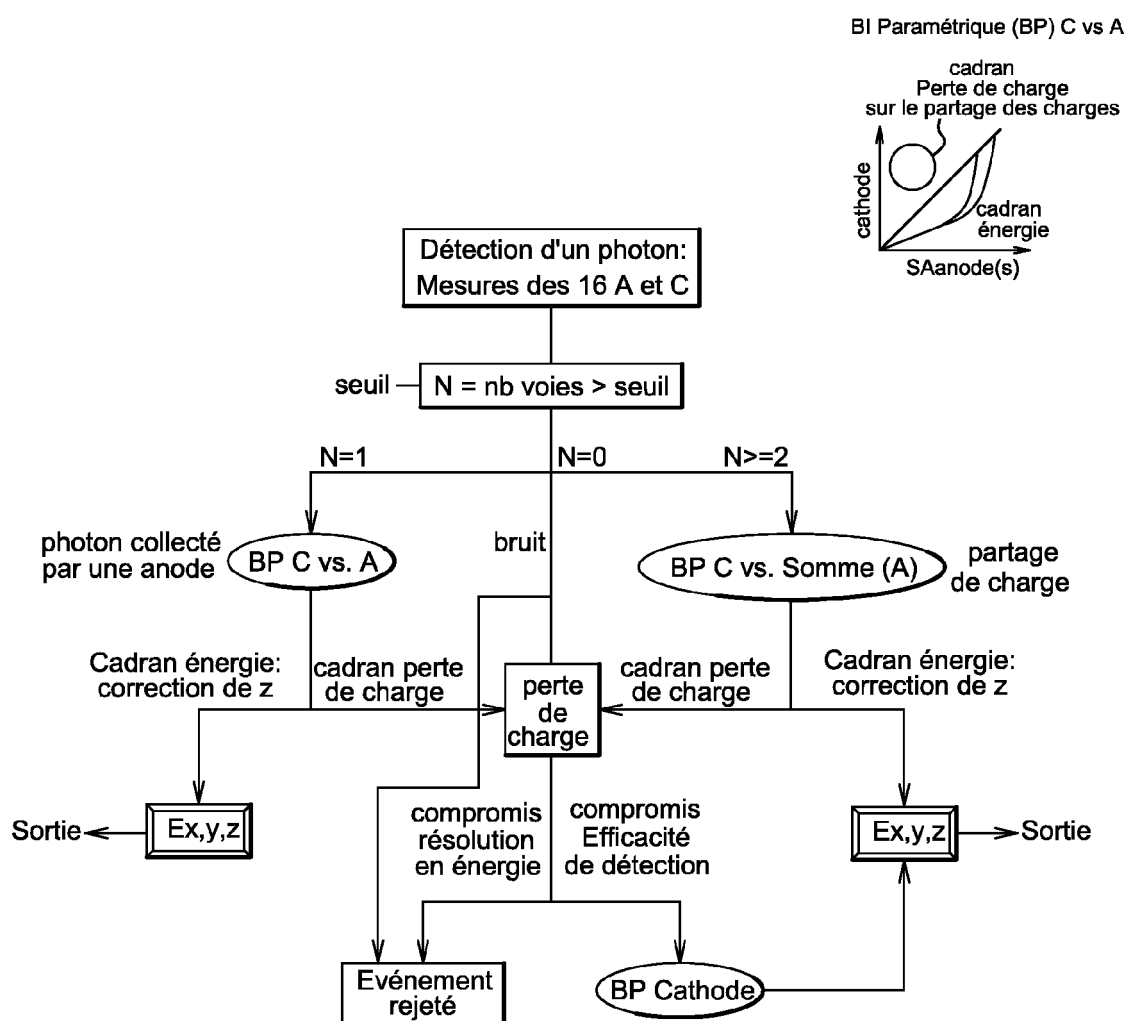 BI Paramétrique (BP) C vs A
cadran
Perte de charge
sur le partage des charges
cathode
cadran
énergie
SAanode(s)
Détection d'un photon:
Mesures des 16 A et C
seuil
N = nb voies > seuil
N=1
N=0
N>=2
photon collecté
par une anode
BP C vs. A
bruit
BP C vs. Somme (A)
partage
de charge
Cadran énergie:
correction de z
cadran perte
de charge
perte
de
charge
cadran perte
de charge
Cadran énergie:
correction de z
Sortie
Ex,y,z
compromis
résolution
en énergie
compromis
Efficacité
de détection
Ex,y,z
Sortie
Evénement
rejeté
BP Cathode